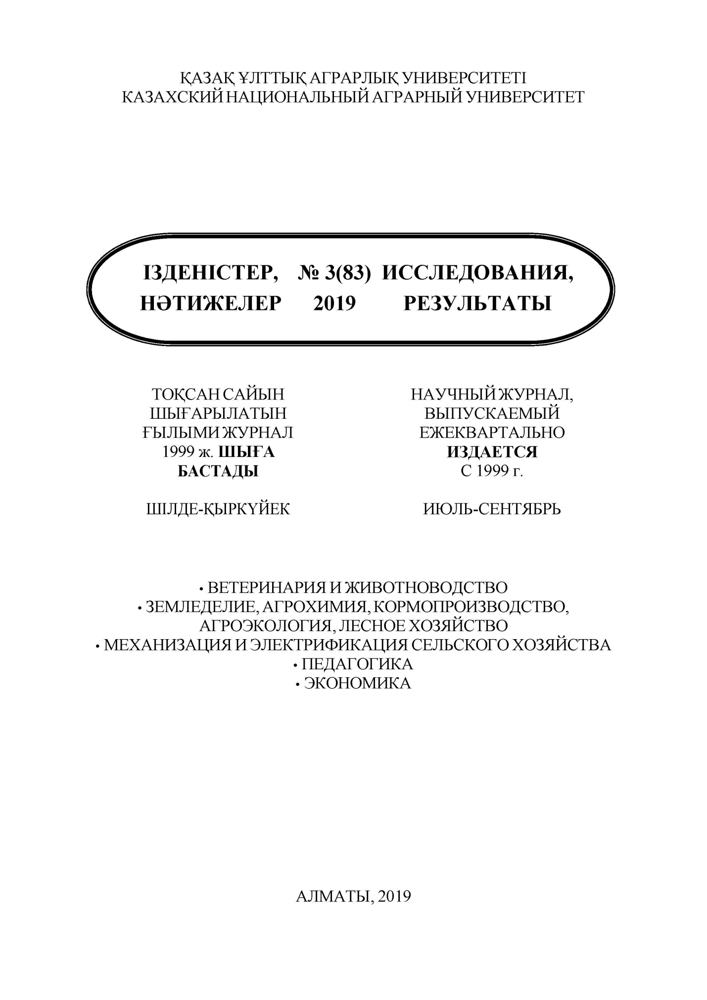 ҚАЗАҚ ҰЛТТЫҚ АГРАРЛЫҚ УНИВЕРСИТЕТІ
КАЗАХСКИЙ НАЦИОНАЛЬНЫЙ АГРАРНЫЙ УНИВЕРСИТЕТ
ІЗДЕНІСТЕР, № 3(83) ИССЛЕДОВАНИЯ,
НӘТИЖЕЛЕР 2019 РЕЗУЛЬТАТЫ
ТОҚСАН САЙЫН
ШЫҒАРЫЛАТЫН
ҒЫЛЫМИ ЖУРНАЛ
1999 ж. ШЫҒА
БАСТАДЫ
ШІЛДЕ-ҚЫРКҮЙЕК
НАУЧНЫЙ ЖУРНАЛ,
ВЫПУСКАЕМЫЙ
ЕЖЕКВАРТАЛЬНО
ИЗДАЕТСЯ
С 1999 г.
ИЮЛЬ-СЕНТЯБРЬ
• ВЕТЕРИНАРИЯ И ЖИВОТНОВОДСТВО
• ЗЕМЛЕДЕЛИЕ, АГРОХИМИЯ, КОРМОПРОИЗВОДСТВО,
АГРОЭКОЛОГИЯ, ЛЕСНОЕ ХОЗЯЙСТВО
• МЕХАНИЗАЦИЯ И ЭЛЕКТРИФИКАЦИЯ СЕЛЬСКОГО ХОЗЯЙСТВА
• ПЕДАГОГИКА
• ЭКОНОМИКА
АЛМАТЫ, 2019